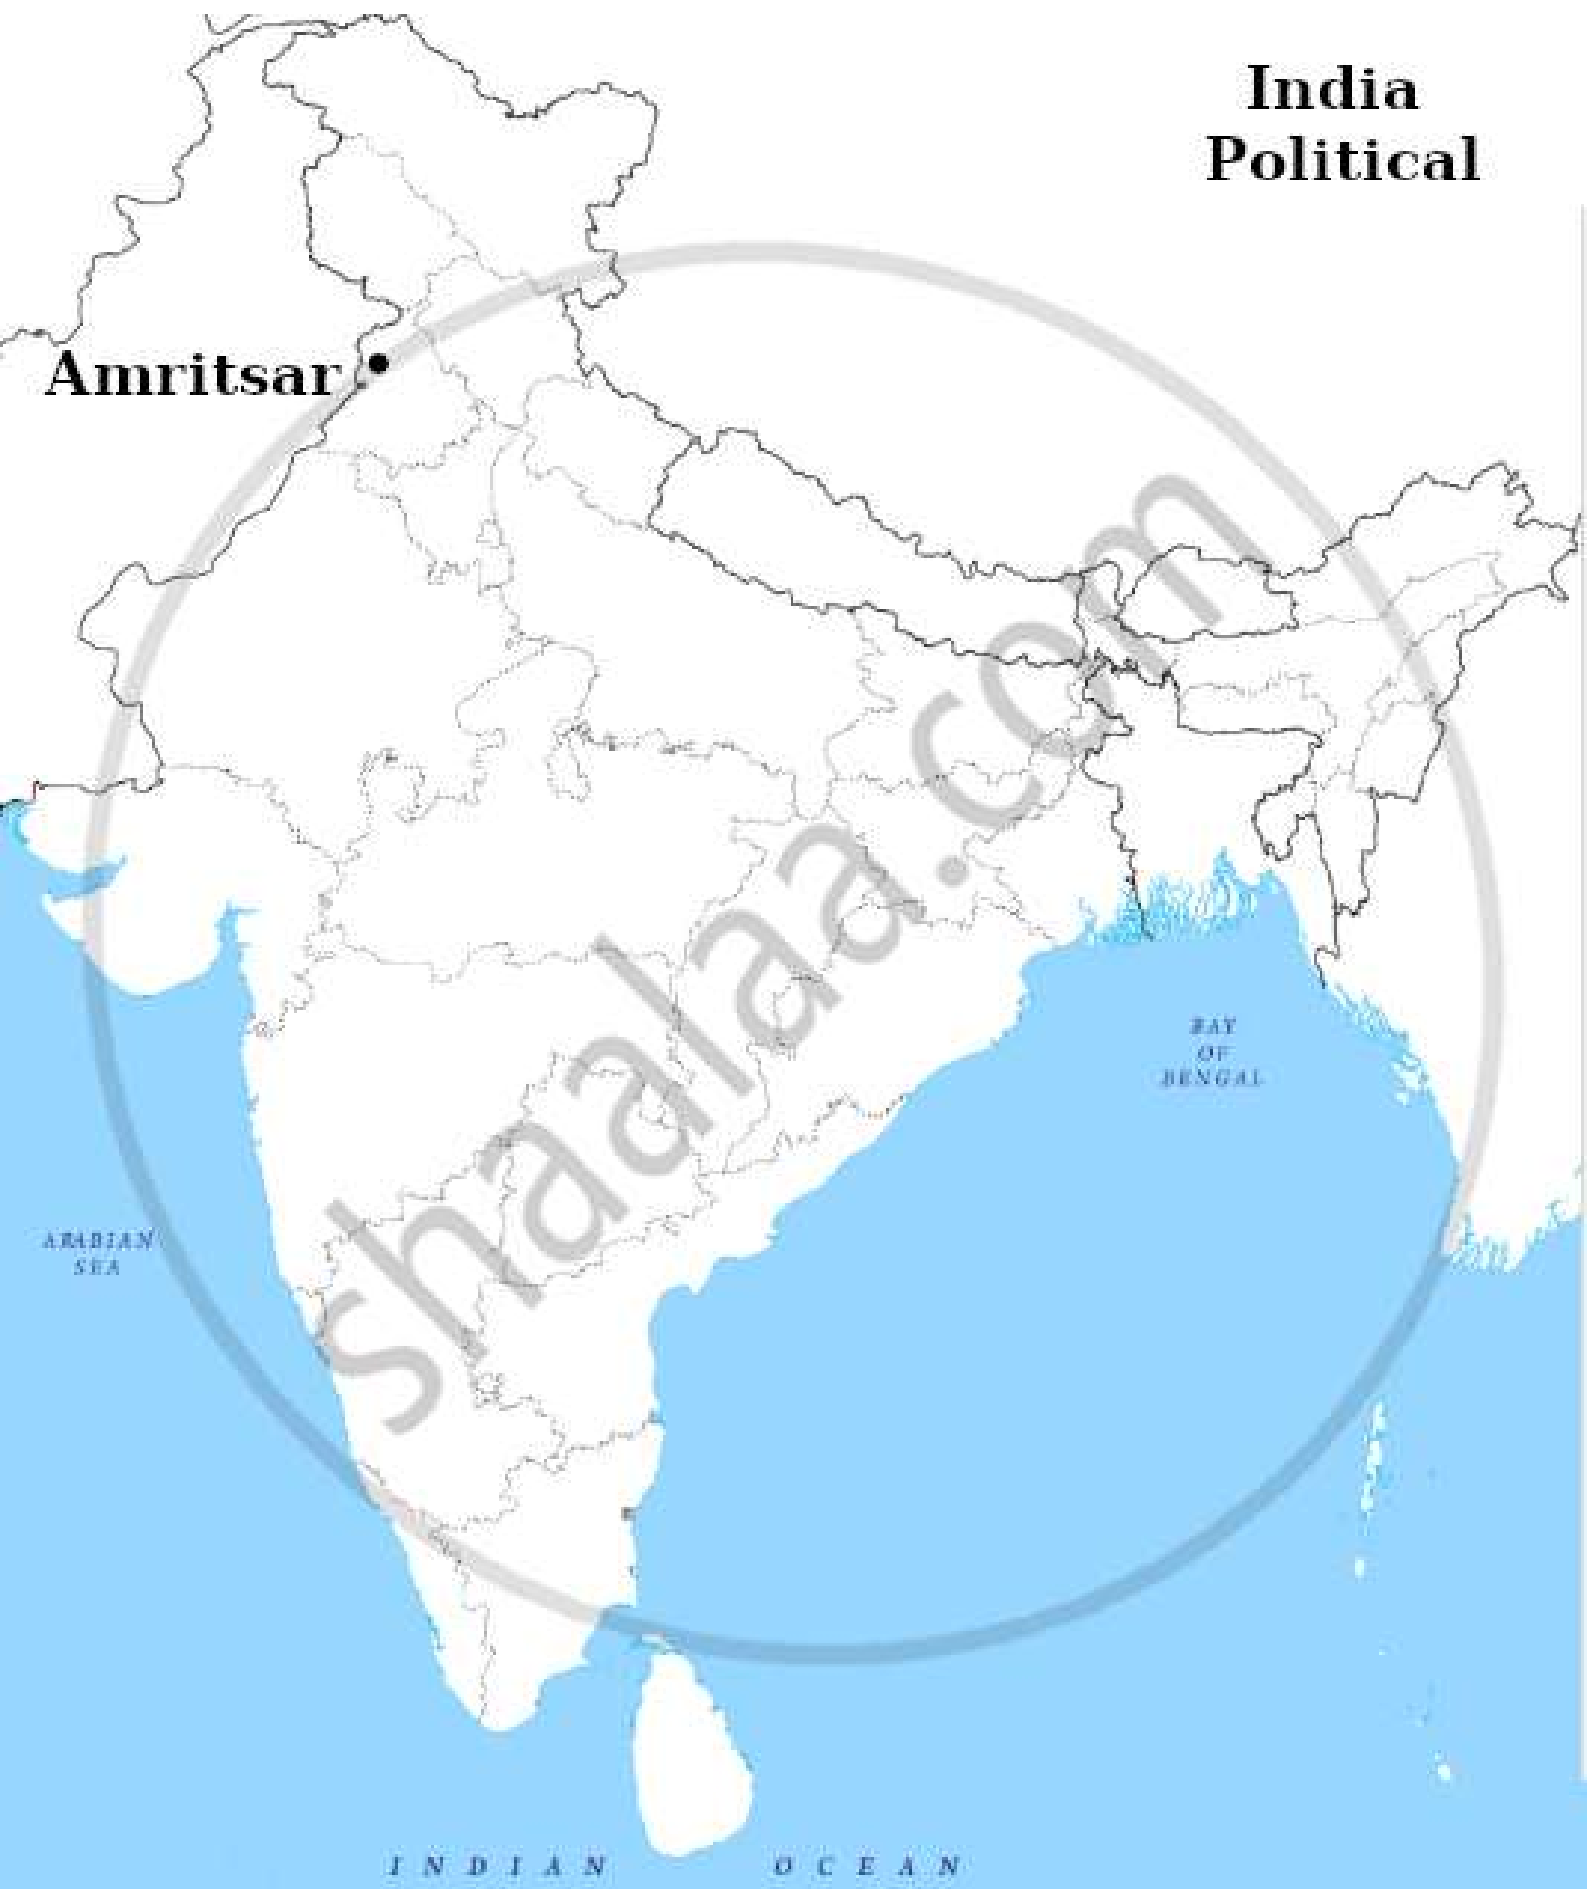 India
Political
Amritsar
shaalaa.com
BAY
OF
BENGAL
ARABIAN
SEA
INDIAN OCEAN